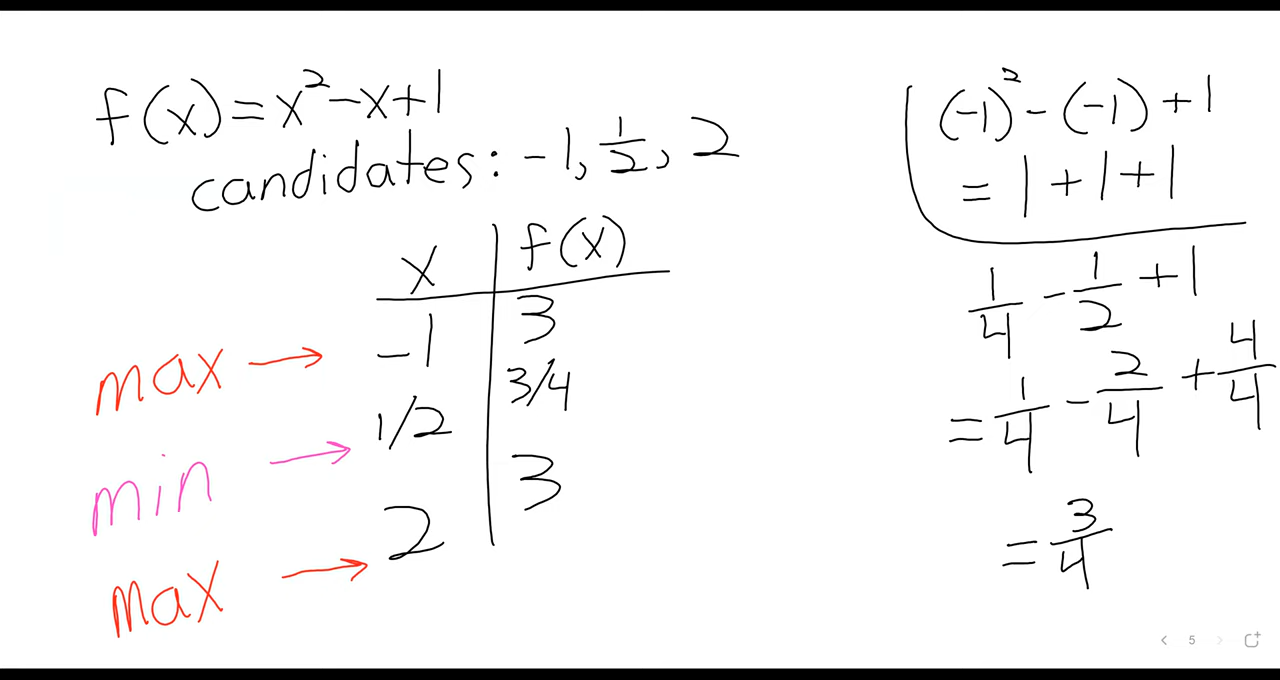 f(x) = x² - x + 1
candidates: -1, 1/2, 2
x | f(x)
-1 | 3
1/2 | 3/4
2 | 3
max →
min →
max →
(-1)² - (-1) + 1
= 1 + 1 + 1
1/4 - 1/2 + 1
= 1/4 - 2/4 + 4/4
= 3/4
< 5 >